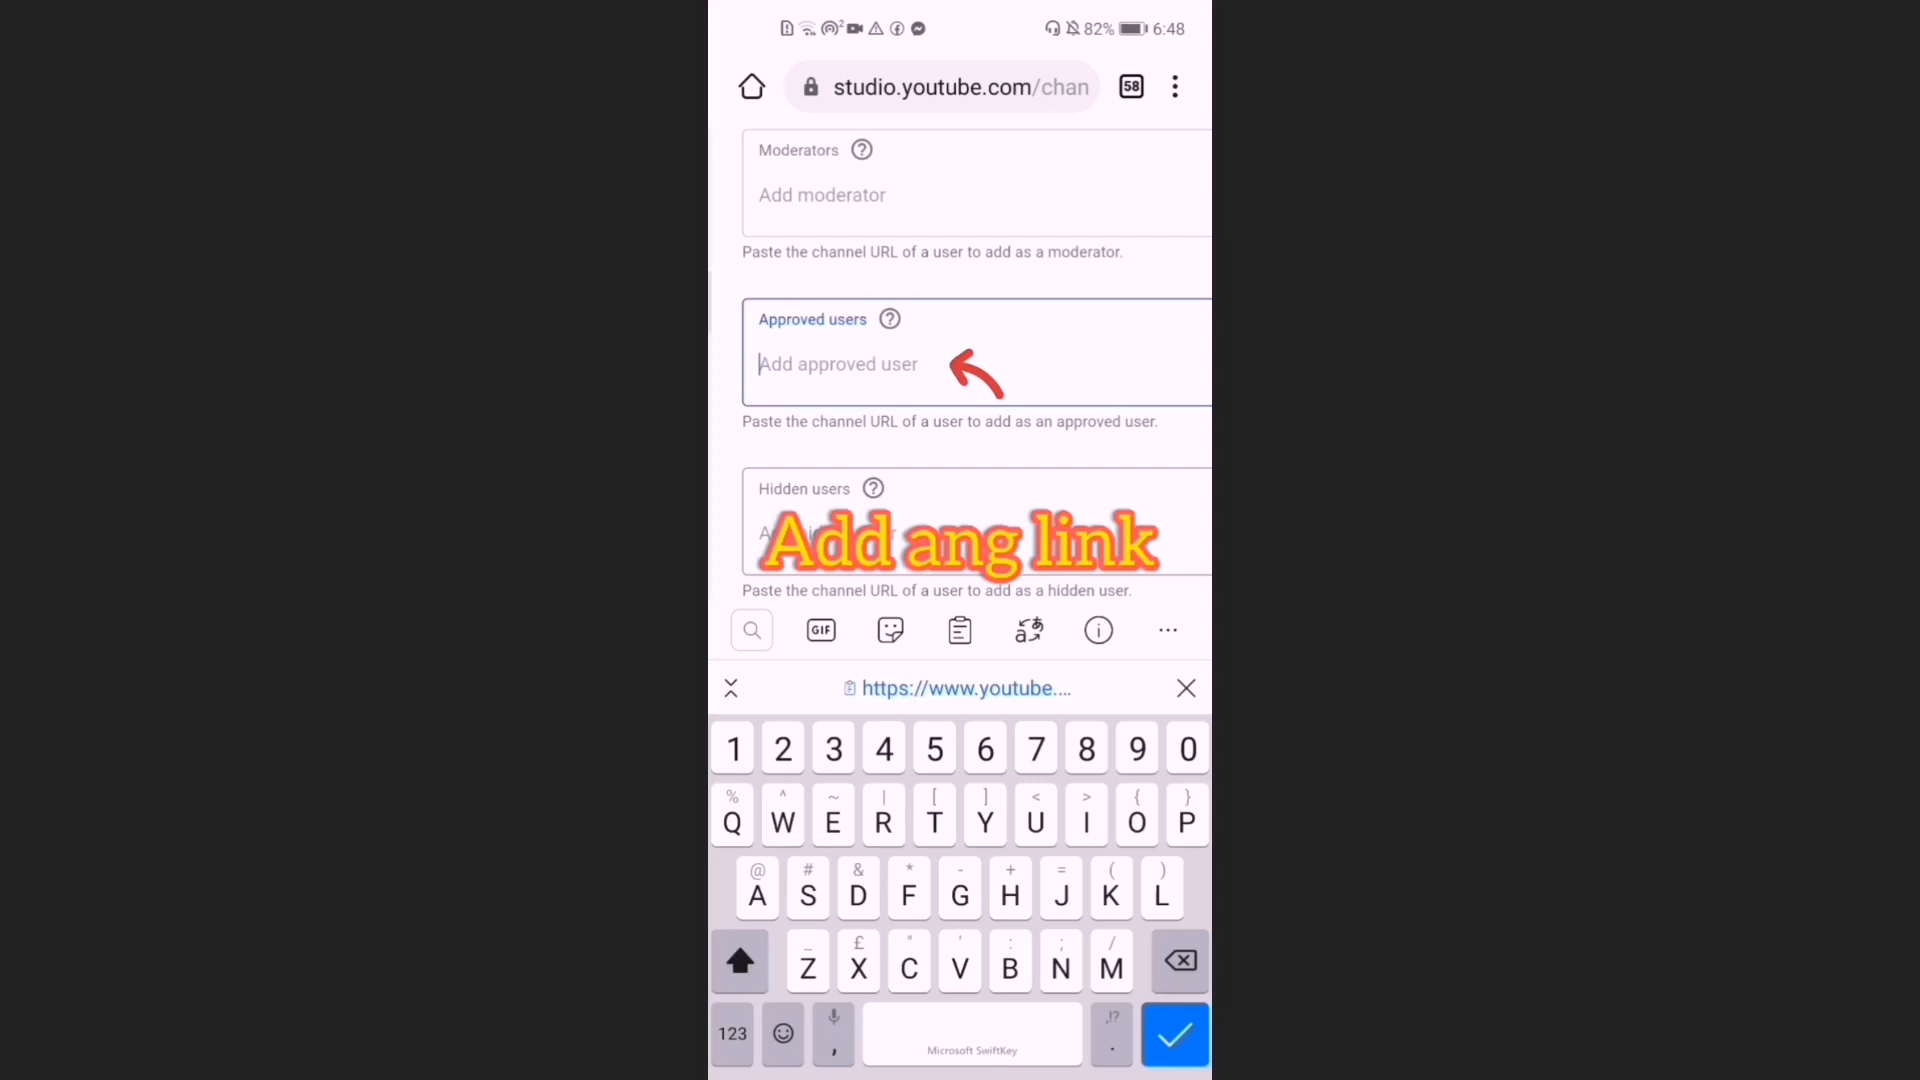 82% 6:48
studio.youtube.com/chan 58
Moderators ?
Add moderator
Paste the channel URL of a user to add as a moderator.
Approved users ?
Add approved user
Paste the channel URL of a user to add as an approved user.
Hidden users ?
Add ang link
Paste the channel URL of a user to add as a hidden user.
GIF aあ i ...
https://www.youtube....
1 2 3 4 5 6 7 8 9 0
% ^ ~ | [ ] < > { }
Q W E R T Y U I O P
@ # & * - + = ( )
A S D F G H J K L
_ £ " ' : ; /
Z X C V B N M
123 , Microsoft SwiftKey ,!? .